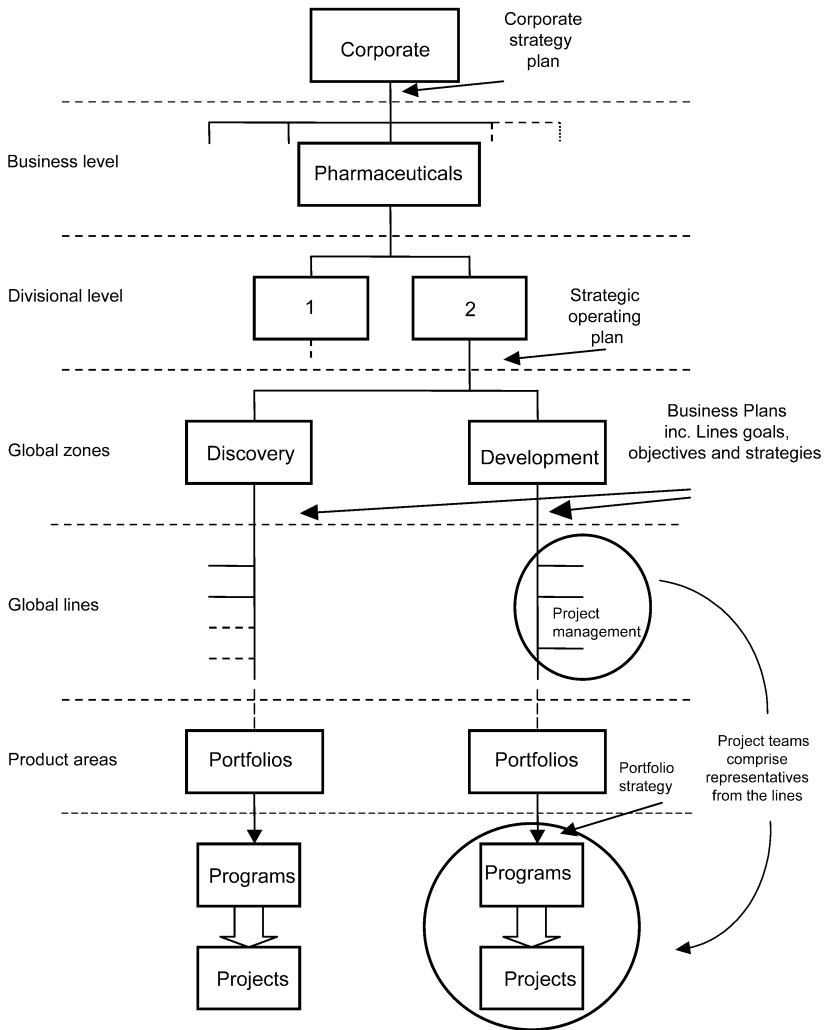 Corporate
Corporate
strategy
plan
Business level
Pharmaceuticals
Divisional level
1
2
Strategic
operating
plan
Global zones
Discovery
Development
Business Plans
inc. Lines goals,
objectives and strategies
Global lines
Project
management
Product areas
Portfolios
Portfolios
Portfolio
strategy
Project teams
comprise
representatives
from the lines
Programs
Programs
Projects
Projects